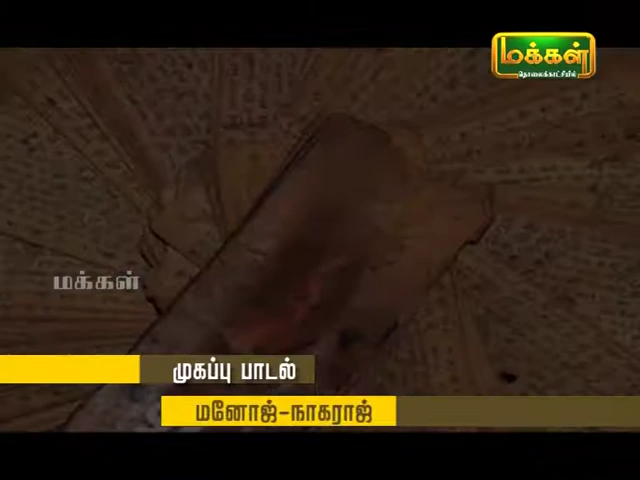 மக்கள்
தொலைக்காட்சியில்
மக்கள்
முகப்பு பாடல்
மனோஜ்-நாகராஜ்